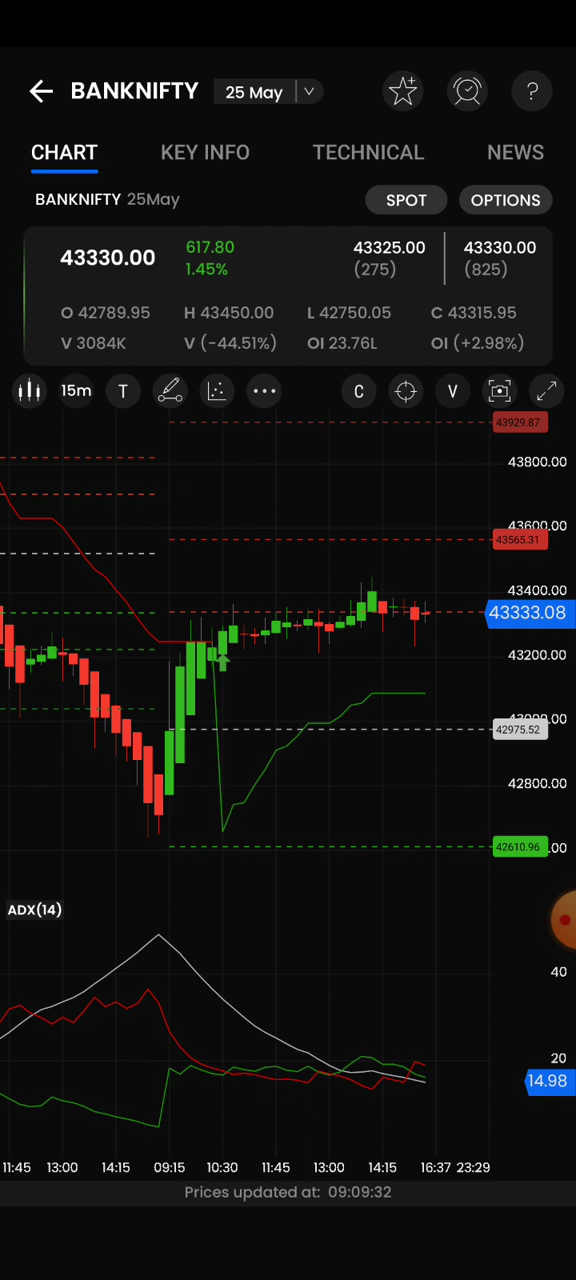 BANKNIFTY 25 May
?
CHART KEY INFO TECHNICAL NEWS
BANKNIFTY 25May SPOT OPTIONS
43330.00 617.80 43325.00 43330.00
1.45% (275) (825)
O 42789.95 H 43450.00 L 42750.05 C 43315.95
V 3084K V (-44.51%) OI 23.76L OI (+2.98%)
15m T C V
43929.87
43800.00
43600.00
43565.31
43400.00
43333.08
43200.00
42975.52
42800.00
42610.96
ADX(14)
40
20
14.98
11:45 13:00 14:15 09:15 10:30 11:45 13:00 14:15 16:37 23:29
Prices updated at: 09:09:32